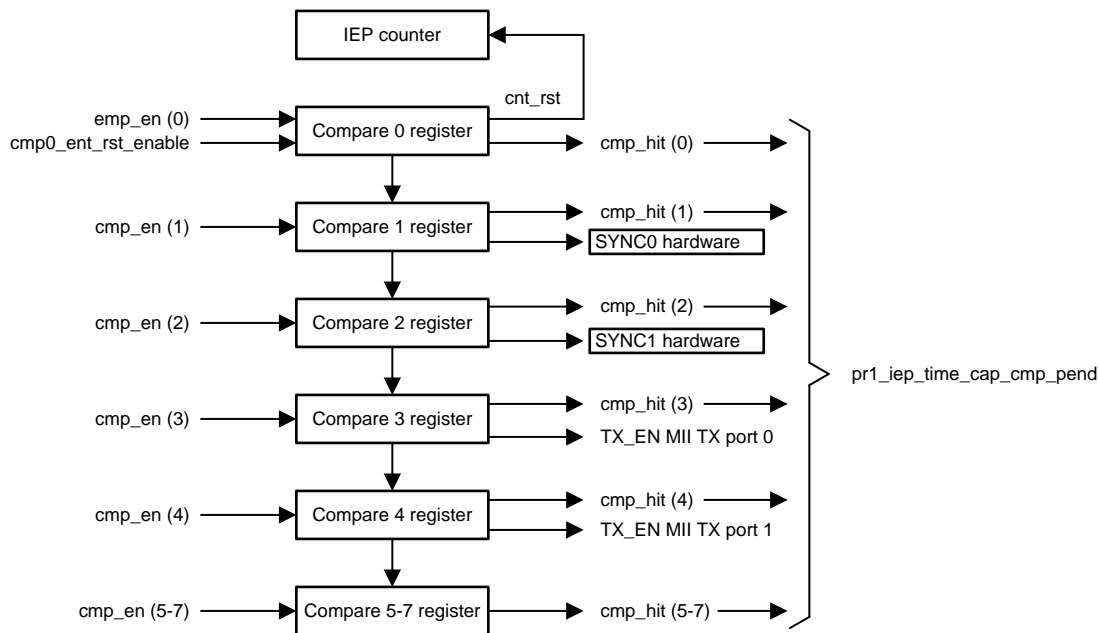 IEP counter
cnt_rst
emp_en (0)
cmp0_ent_rst_enable
Compare 0 register
cmp_hit (0)
cmp_en (1)
Compare 1 register
cmp_hit (1)
SYNC0 hardware
cmp_en (2)
Compare 2 register
cmp_hit (2)
SYNC1 hardware
pr1_iep_time_cap_cmp_pend
cmp_en (3)
Compare 3 register
cmp_hit (3)
TX_EN MII TX port 0
cmp_en (4)
Compare 4 register
cmp_hit (4)
TX_EN MII TX port 1
cmp_en (5-7)
Compare 5-7 register
cmp_hit (5-7)